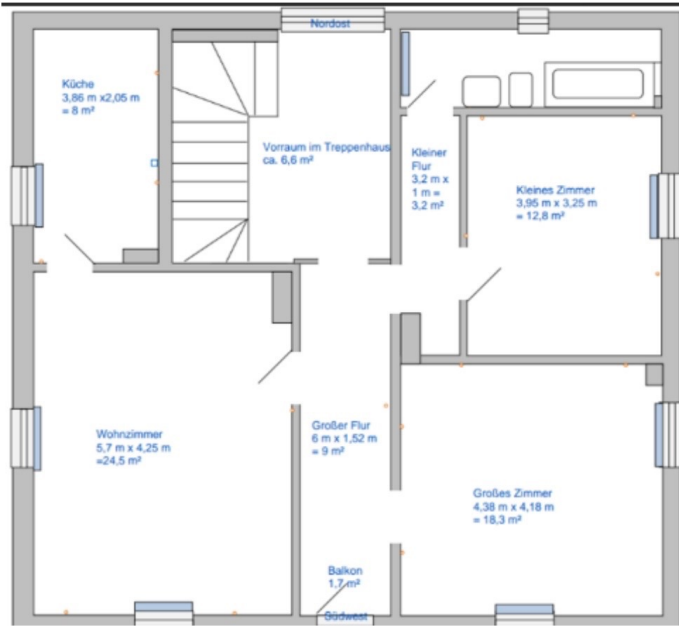 Nordost
Küche
3,86 m x2,05 m
= 8 m²
Vorraum im Treppenhaus
ca. 6,6 m²
Kleiner
Flur
3,2 m x
1 m =
3,2 m²
Kleines Zimmer
3,95 m x 3,25 m
= 12,8 m²
Wohnzimmer
5,7 m x 4,25 m
=24,5 m²
Großer Flur
6 m x 1,52 m
= 9 m²
Großes Zimmer
4,38 m x 4,18 m
= 18,3 m²
Balkon
1,7 m²
Südwest